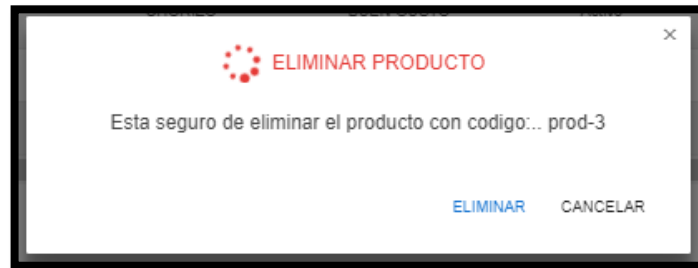 ×
ELIMINAR PRODUCTO
Esta seguro de eliminar el producto con codigo:.. prod-3
ELIMINAR CANCELAR